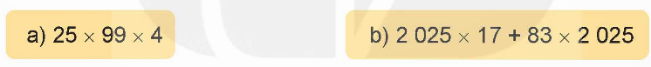 a) 25 × 99 × 4
b) 2 025 × 17 + 83 × 2 025